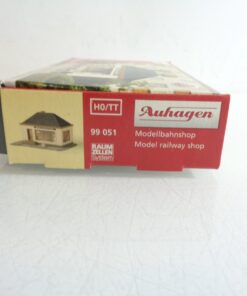 H0/TT
99 051
RAUM
ZELLEN
system
Auhagen
Modellbahnshop
Model railway shop